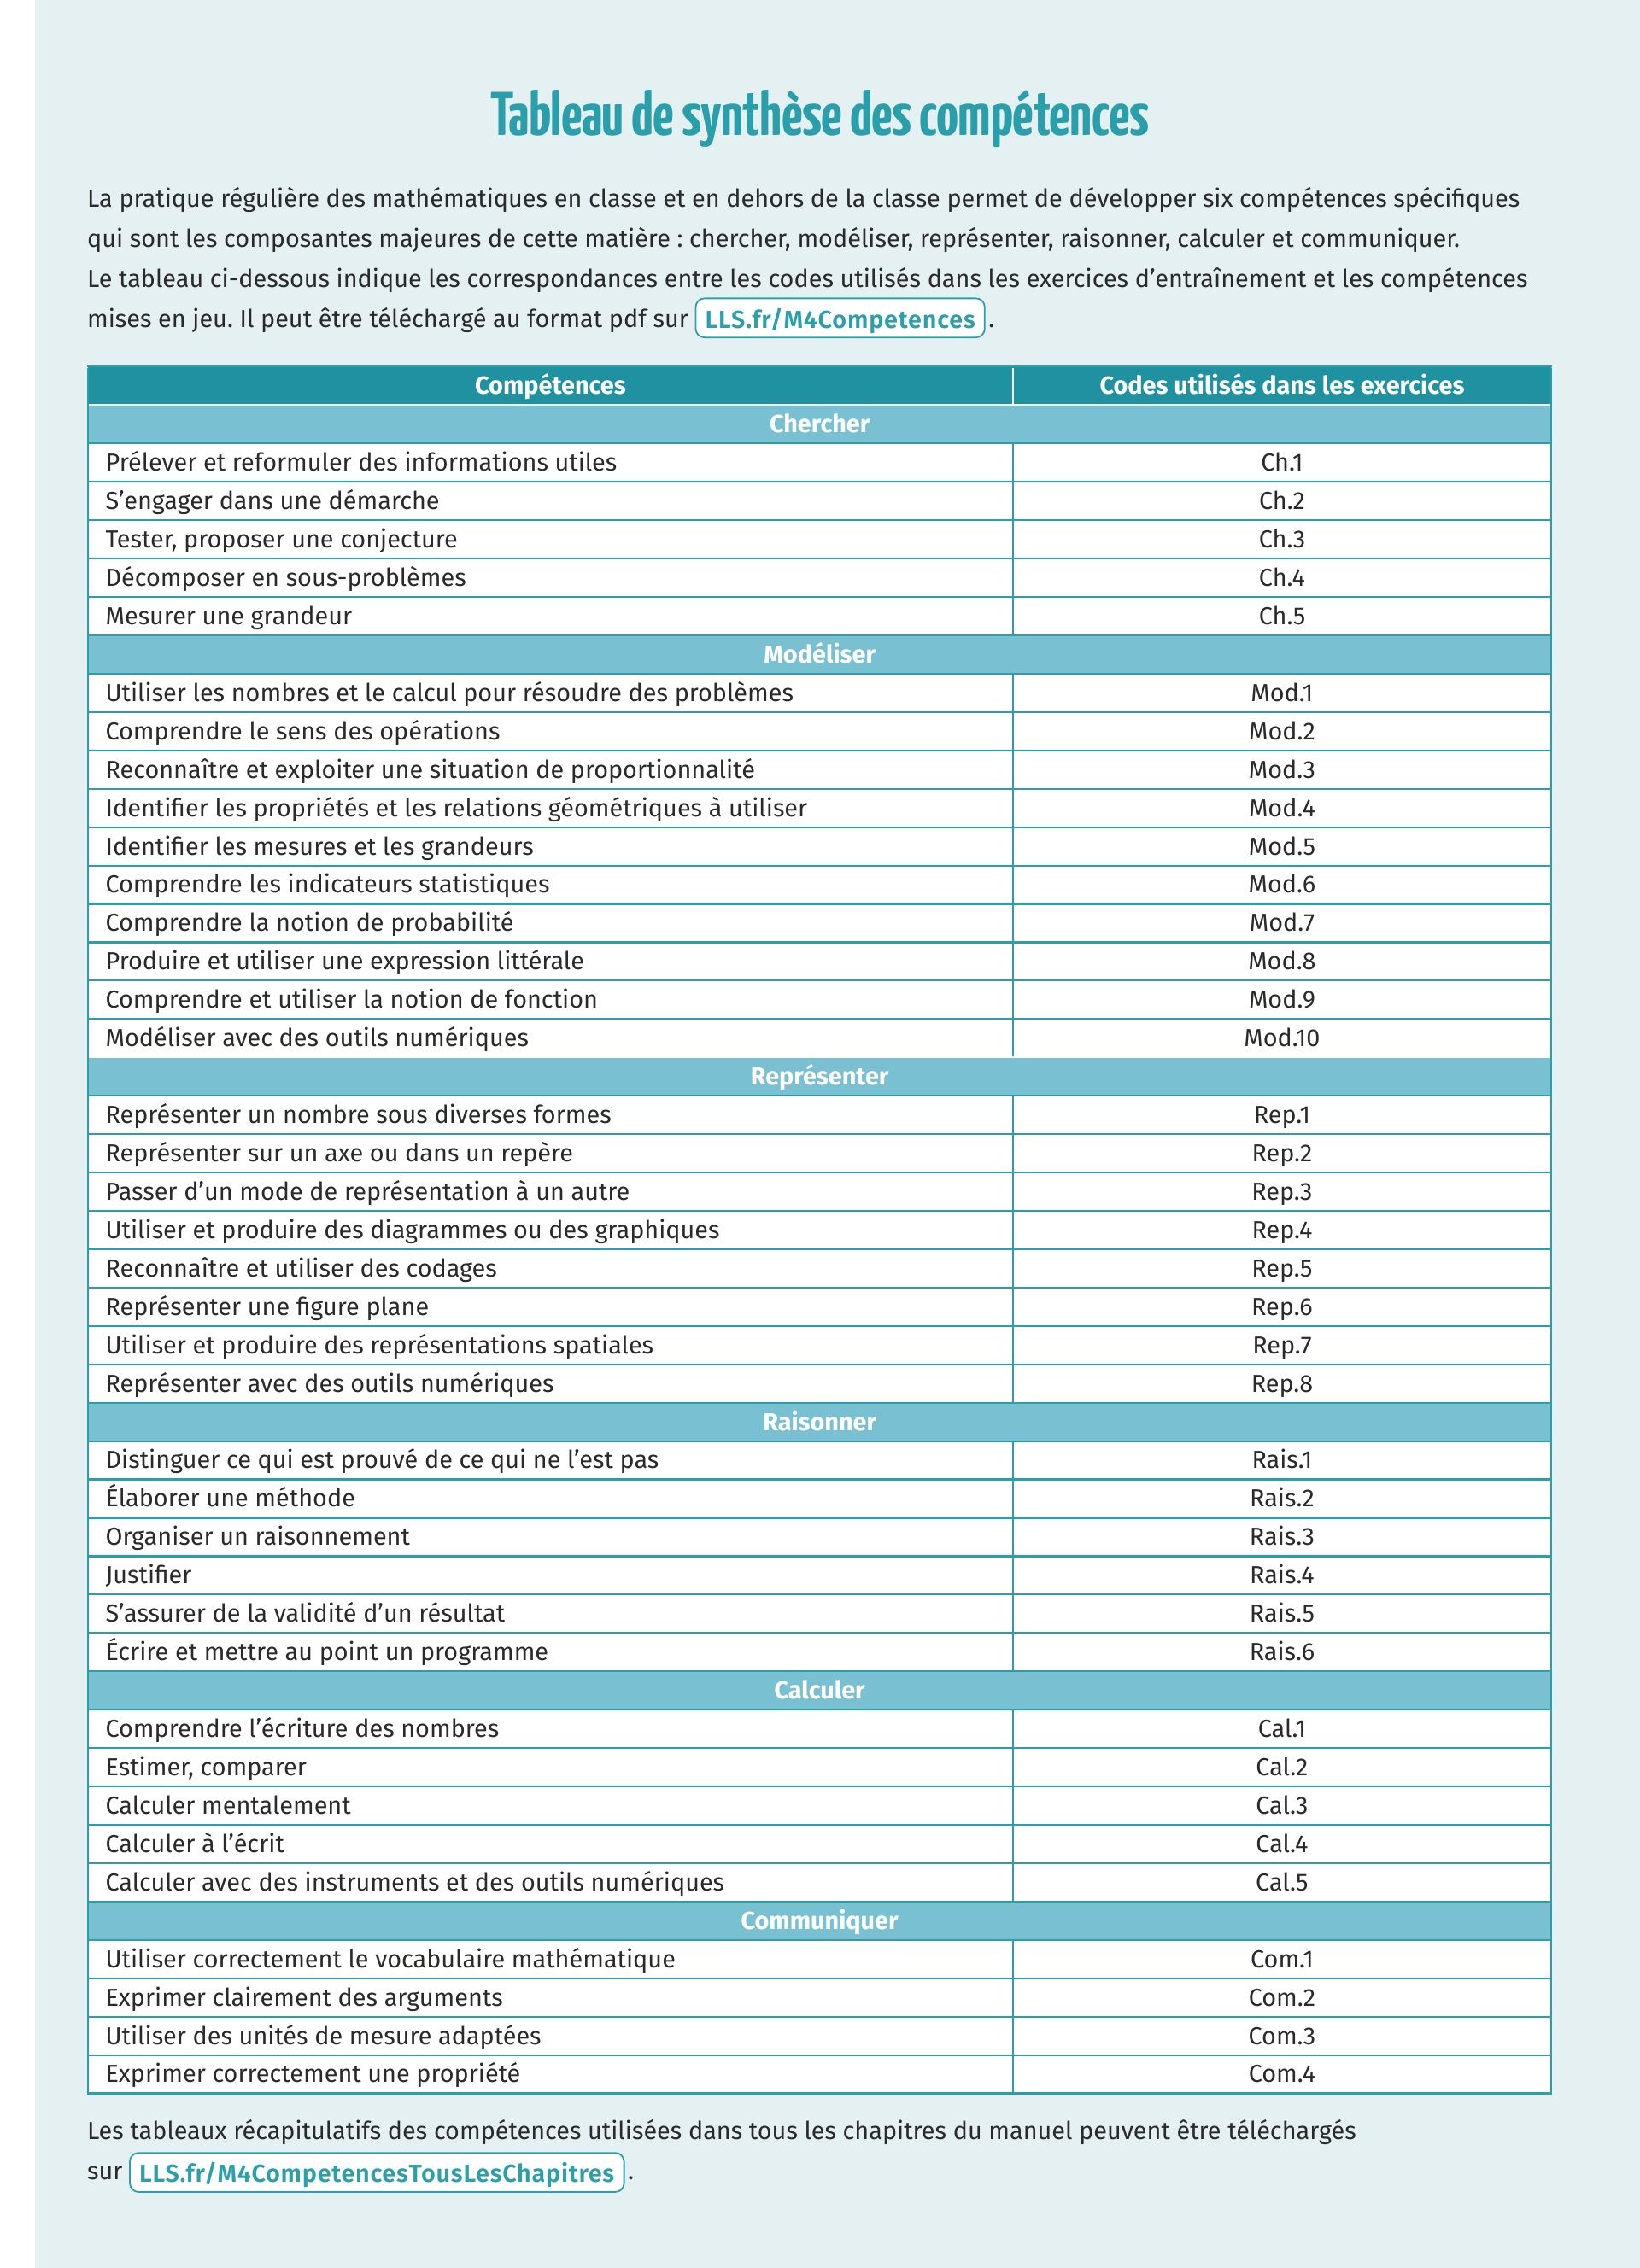 Tableau de synthèse des compétences
La pratique régulière des mathématiques en classe et en dehors de la classe permet de développer six compétences spécifiques
qui sont les composantes majeures de cette matière : chercher, modéliser, représenter, raisonner, calculer et communiquer.
Le tableau ci-dessous indique les correspondances entre les codes utilisés dans les exercices d’entraînement et les compétences
mises en jeu. Il peut être téléchargé au format pdf sur LLS.fr/M4Competences .
Compétences Codes utilisés dans les exercices
Chercher
Prélever et reformuler des informations utiles Ch.1
S’engager dans une démarche Ch.2
Tester, proposer une conjecture Ch.3
Décomposer en sous-problèmes Ch.4
Mesurer une grandeur Ch.5
Modéliser
Utiliser les nombres et le calcul pour résoudre des problèmes Mod.1
Comprendre le sens des opérations Mod.2
Reconnaître et exploiter une situation de proportionnalité Mod.3
Identifier les propriétés et les relations géométriques à utiliser Mod.4
Identifier les mesures et les grandeurs Mod.5
Comprendre les indicateurs statistiques Mod.6
Comprendre la notion de probabilité Mod.7
Produire et utiliser une expression littérale Mod.8
Comprendre et utiliser la notion de fonction Mod.9
Modéliser avec des outils numériques Mod.10
Représenter
Représenter un nombre sous diverses formes Rep.1
Représenter sur un axe ou dans un repère Rep.2
Passer d’un mode de représentation à un autre Rep.3
Utiliser et produire des diagrammes ou des graphiques Rep.4
Reconnaître et utiliser des codages Rep.5
Représenter une figure plane Rep.6
Utiliser et produire des représentations spatiales Rep.7
Représenter avec des outils numériques Rep.8
Raisonner
Distinguer ce qui est prouvé de ce qui ne l’est pas Rais.1
Élaborer une méthode Rais.2
Organiser un raisonnement Rais.3
Justifier Rais.4
S’assurer de la validité d’un résultat Rais.5
Écrire et mettre au point un programme Rais.6
Calculer
Comprendre l’écriture des nombres Cal.1
Estimer, comparer Cal.2
Calculer mentalement Cal.3
Calculer à l’écrit Cal.4
Calculer avec des instruments et des outils numériques Cal.5
Communiquer
Utiliser correctement le vocabulaire mathématique Com.1
Exprimer clairement des arguments Com.2
Utiliser des unités de mesure adaptées Com.3
Exprimer correctement une propriété Com.4
Les tableaux récapitulatifs des compétences utilisées dans tous les chapitres du manuel peuvent être téléchargés
sur LLS.fr/M4CompetencesTousLesChapitres .